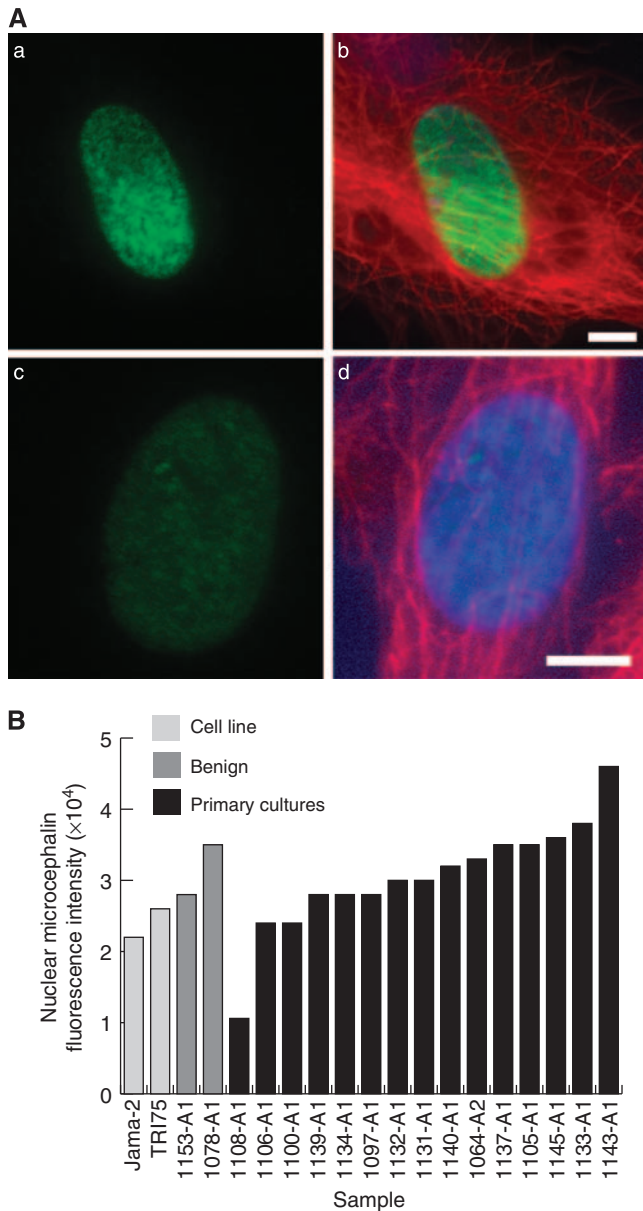 A
a
b
c
d
B
Cell line
Benign
Primary cultures
Nuclear microcephalin
fluorescence intensity (×10⁴)
5
4
3
2
1
0
Jama-2
TRI75
1153-A1
1078-A1
1108-A1
1106-A1
1100-A1
1139-A1
1134-A1
1097-A1
1132-A1
1131-A1
1140-A1
1064-A2
1137-A1
1105-A1
1145-A1
1133-A1
1143-A1
Sample